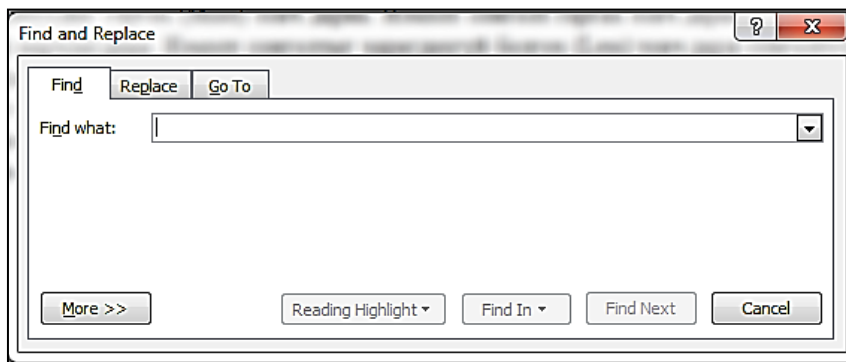 Find and Replace
Find Replace Go To
Find what:
More >> Reading Highlight Find In Find Next Cancel